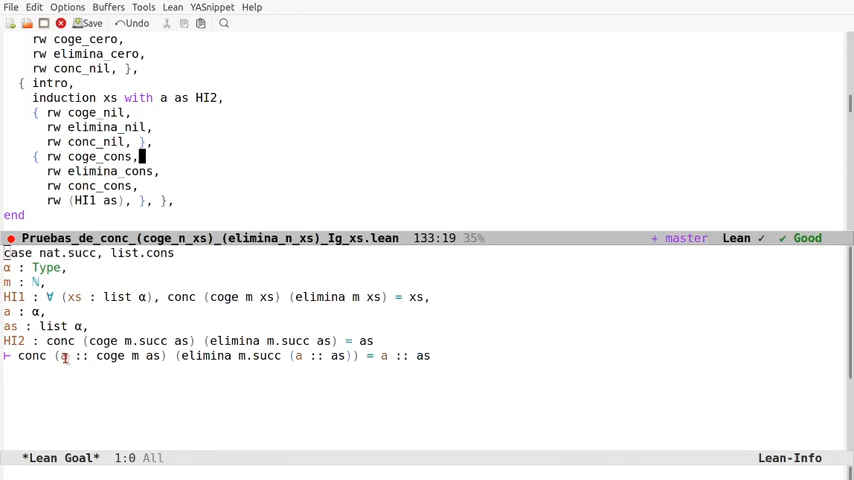 File Edit Options Buffers Tools Lean YASnippet Help
Save Undo
rw coge_cero,
rw elimina_cero,
rw conc_nil, },
{ intro,
induction xs with a as HI2,
{ rw coge_nil,
rw elimina_nil,
rw conc_nil, },
{ rw coge_cons,
rw elimina_cons,
rw conc_cons,
rw (HI1 as), }, },
end
Pruebas_de_conc_(coge_n_xs)_(elimina_n_xs)_Ig_xs.lean 133:19 35% + master Lean ✓ ✓ Good
case nat.succ, list.cons
α : Type,
m : ℕ,
HI1 : ∀ (xs : list α), conc (coge m xs) (elimina m xs) = xs,
a : α,
as : list α,
HI2 : conc (coge m.succ as) (elimina m.succ as) = as
⊢ conc (a :: coge m as) (elimina m.succ (a :: as)) = a :: as
*Lean Goal* 1:0 All Lean-Info